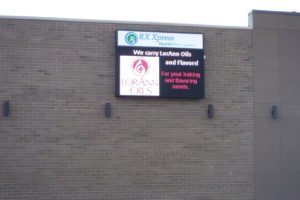 RX Xpress
We carry LorAnn Oils
and Flavors!
LORANN
OILS
For your baking
and flavoring
needs.